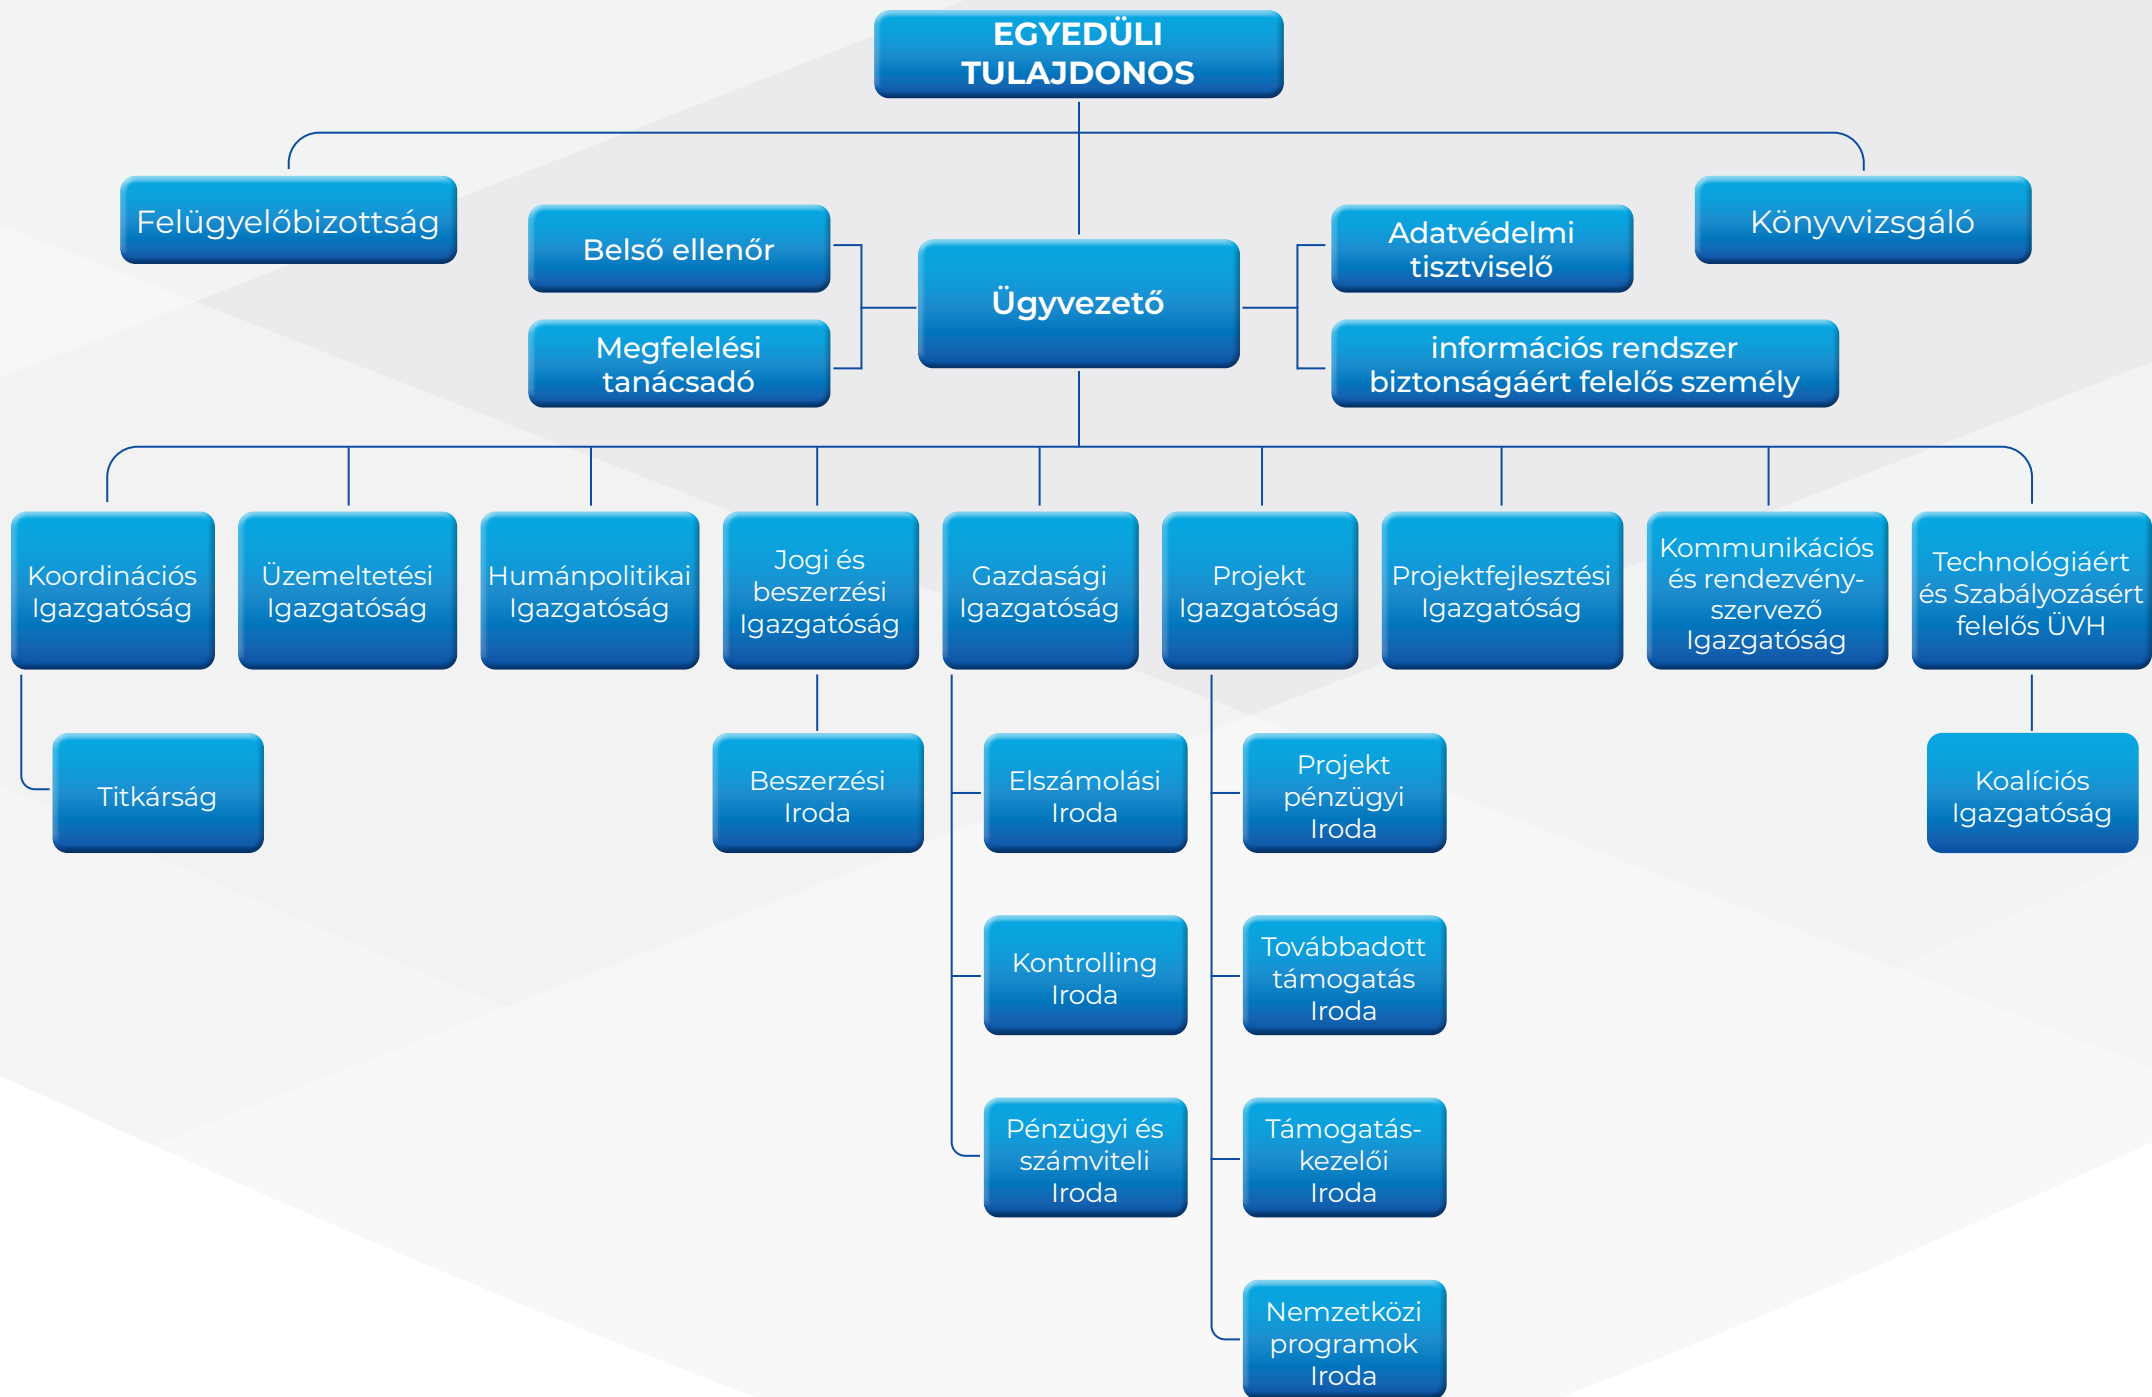 EGYEDÜLI
TULAJDONOS
Felügyelőbizottság
Belső ellenőr
Megfelelési
tanácsadó
Ügyvezető
Adatvédelmi
tisztviselő
információs rendszer
biztonságáért felelős személy
Könyvvizsgáló
Koordinációs
Igazgatóság
Üzemeltetési
Igazgatóság
Humánpolitikai
Igazgatóság
Jogi és
beszerzési
Igazgatóság
Gazdasági
Igazgatóság
Projekt
Igazgatóság
Projektfejlesztési
Igazgatóság
Kommunikációs
és rendezvény-
szervező
Igazgatóság
Technológiáért
és Szabályozásért
felelős ÜVH
Titkárság
Beszerzési
Iroda
Elszámolási
Iroda
Projekt
pénzügyi
Iroda
Koalíciós
Igazgatóság
Kontrolling
Iroda
Továbbadott
támogatás
Iroda
Pénzügyi és
számviteli
Iroda
Támogatás-
kezelői
Iroda
Nemzetközi
programok
Iroda